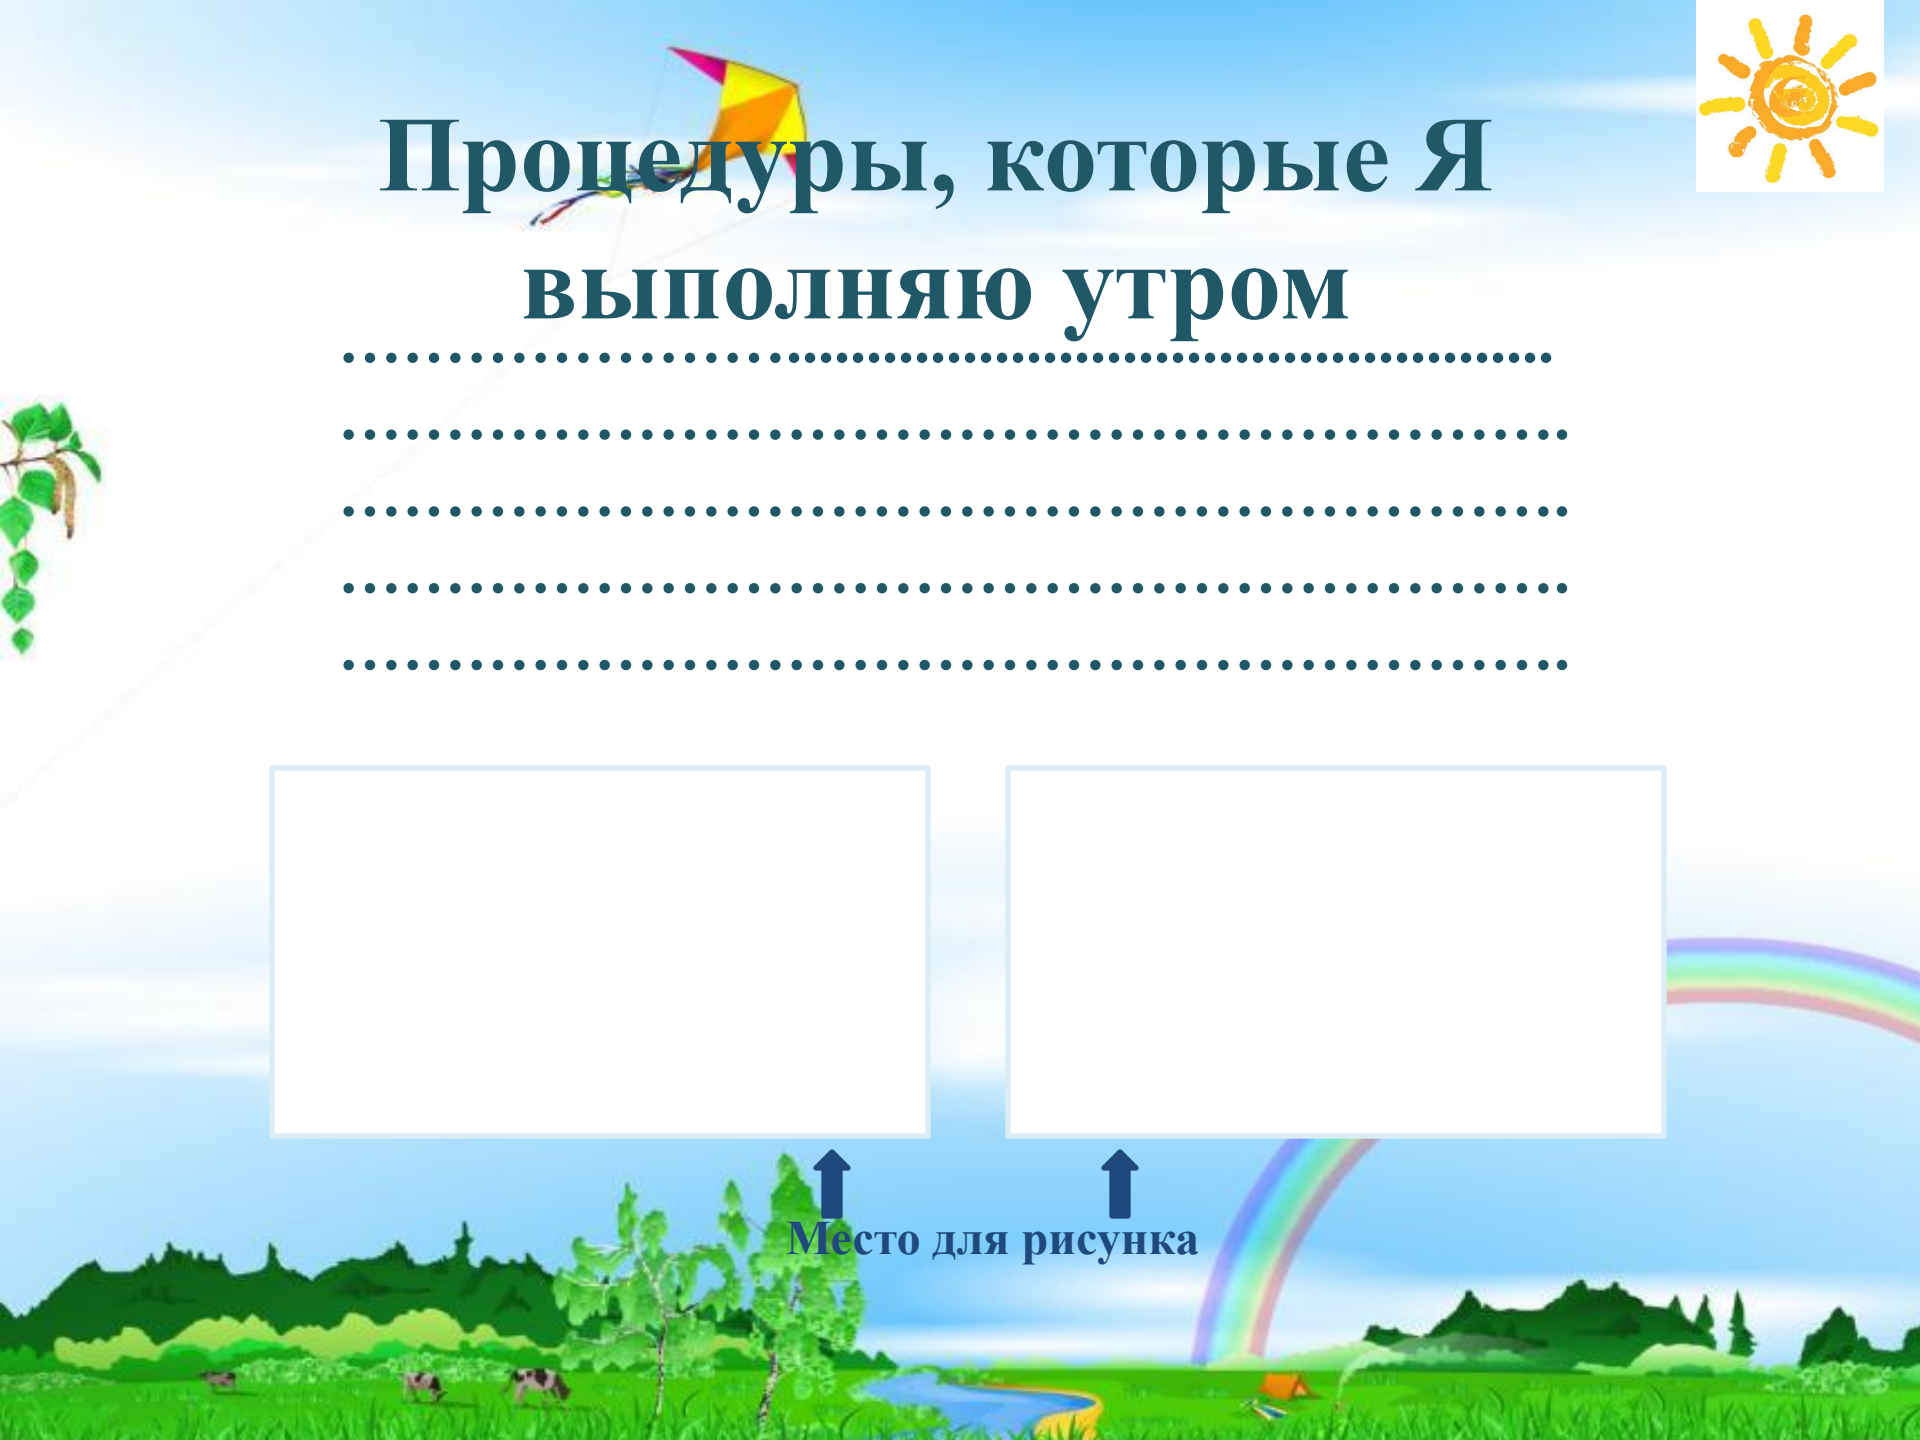 Процедуры, которые Я
выполняю утром
…………………................................................
………………………………………………….
………………………………………………….
………………………………………………….
………………………………………………….
Место для рисунка